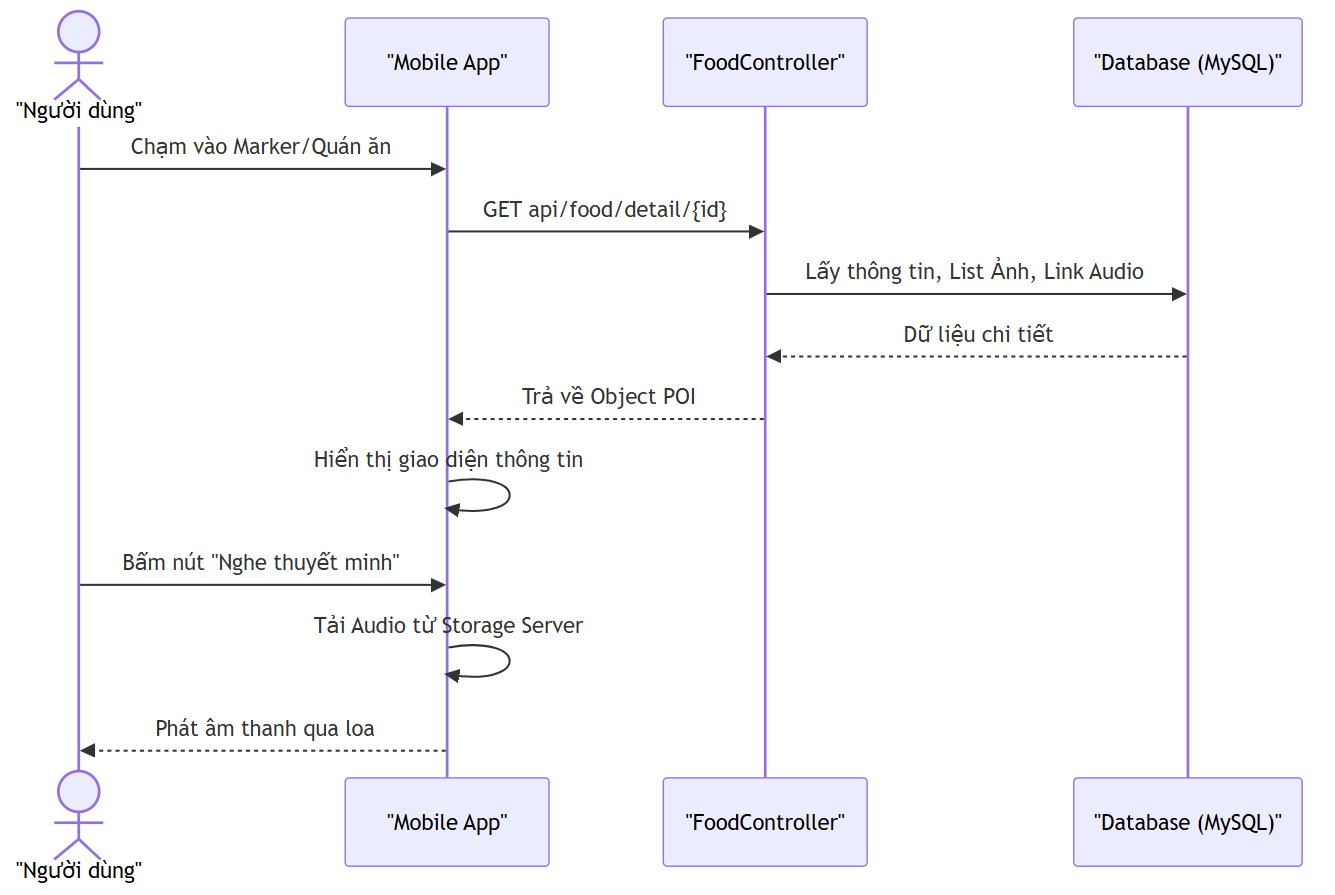 "Người dùng"
"Mobile App"
"FoodController"
"Database (MySQL)"
Chạm vào Marker/Quán ăn
GET api/food/detail/{id}
Lấy thông tin, List Ảnh, Link Audio
Dữ liệu chi tiết
Trả về Object POI
Hiển thị giao diện thông tin
Bấm nút "Nghe thuyết minh"
Tải Audio từ Storage Server
Phát âm thanh qua loa
"Người dùng"
"Mobile App"
"FoodController"
"Database (MySQL)"